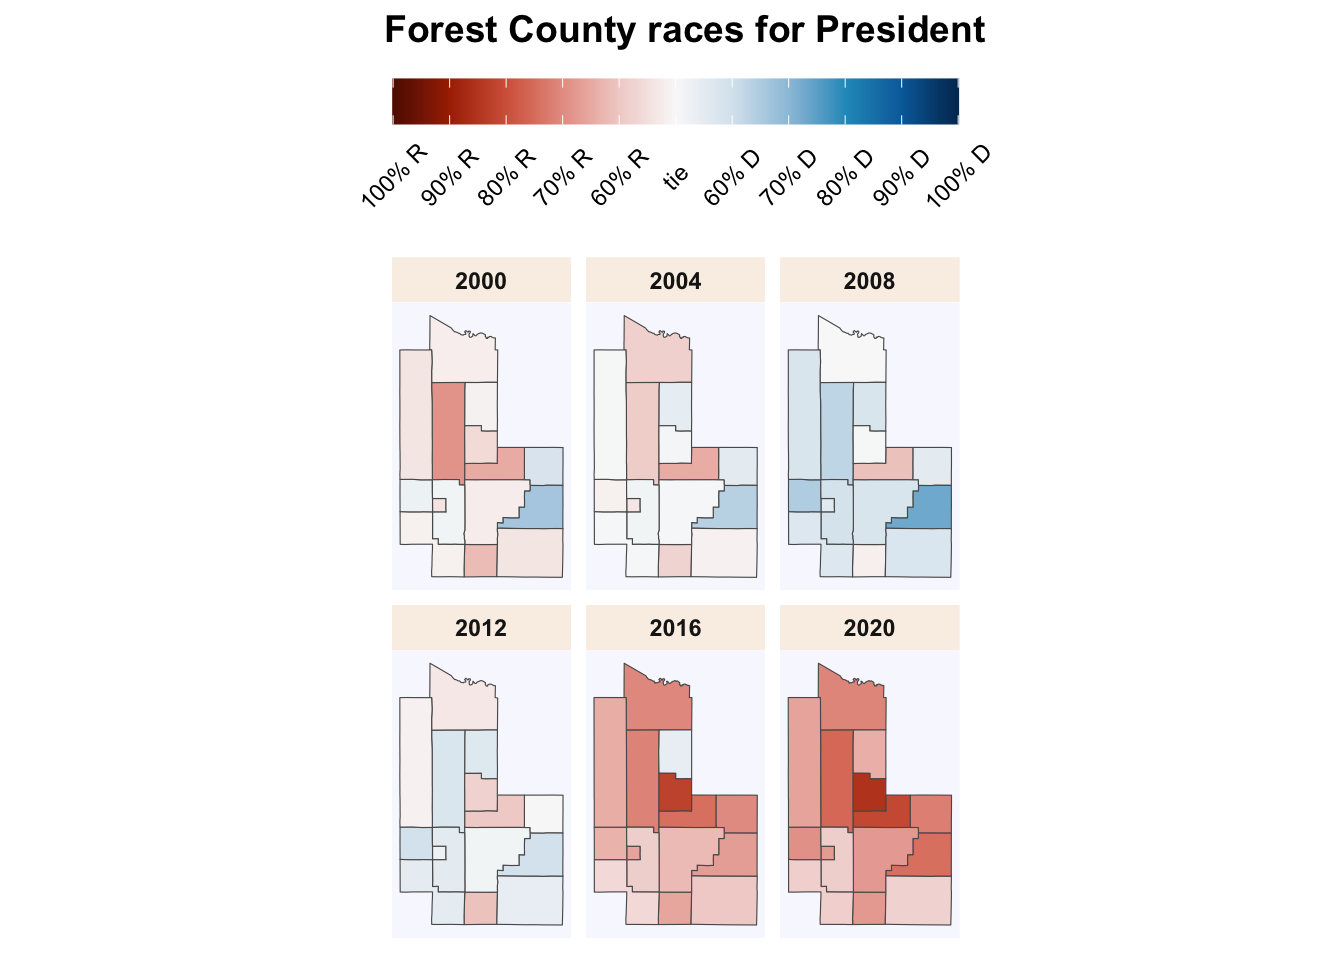 Forest County races for President
100% R
90% R
80% R
70% R
60% R
tie
60% D
70% D
80% D
90% D
100% D
2000
2004
2008
2012
2016
2020